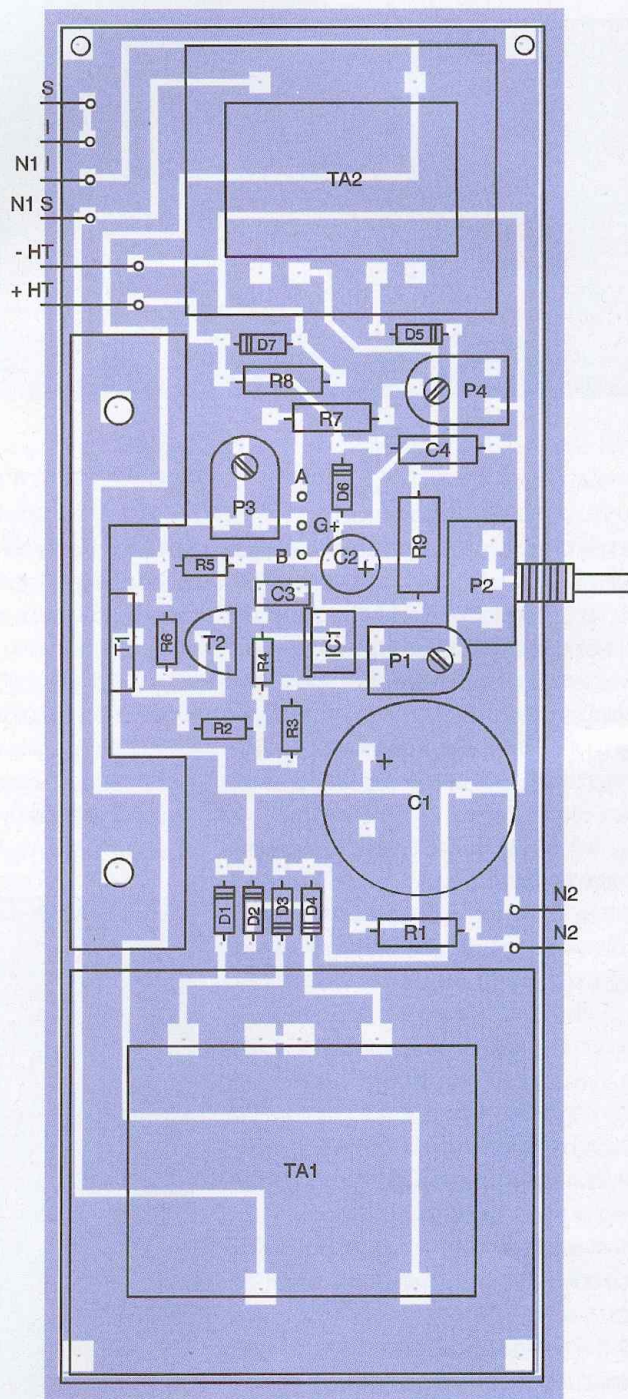 S
I
N1 I
N1 S
- HT
+ HT
TA2
D7
D5
R8
P4
R7
C4
A
P3
D6
G+
R9
B
C2
+
R5
P2
C3
T1
R6
T2
IC1
R4
P1
R2
R3
+
C1
D1
D2
D3
D4
N2
R1
N2
TA1